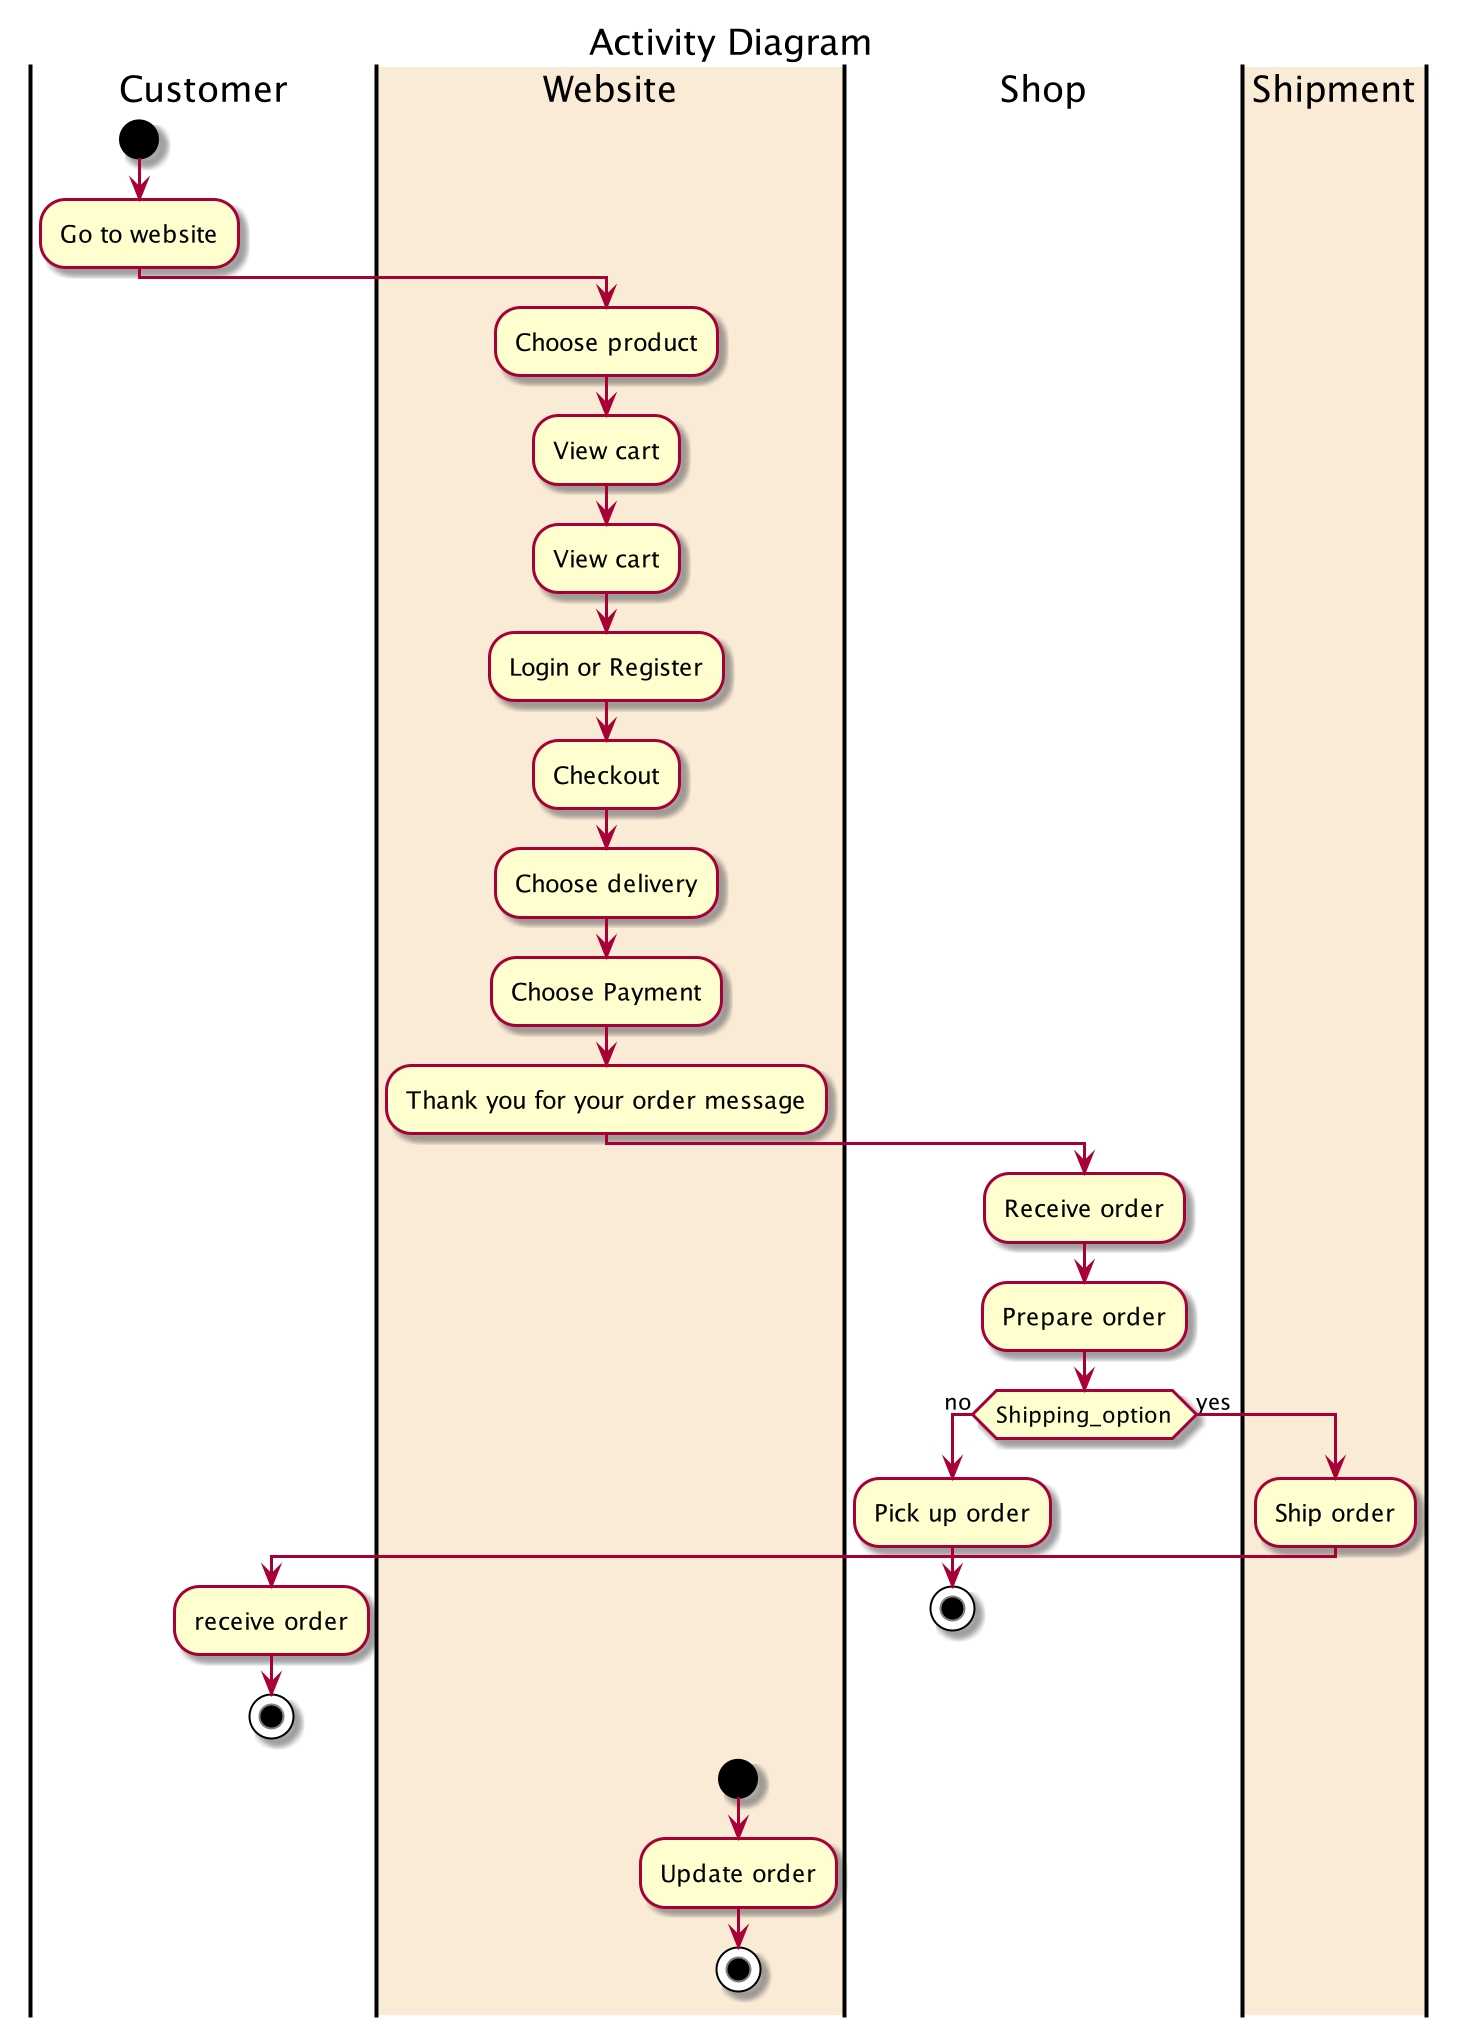 Activity Diagram
Customer
Website
Shop
Shipment
Go to website
Choose product
View cart
View cart
Login or Register
Checkout
Choose delivery
Choose Payment
Thank you for your order message
Receive order
Prepare order
no
Shipping_option
yes
Pick up order
Ship order
receive order
Update order